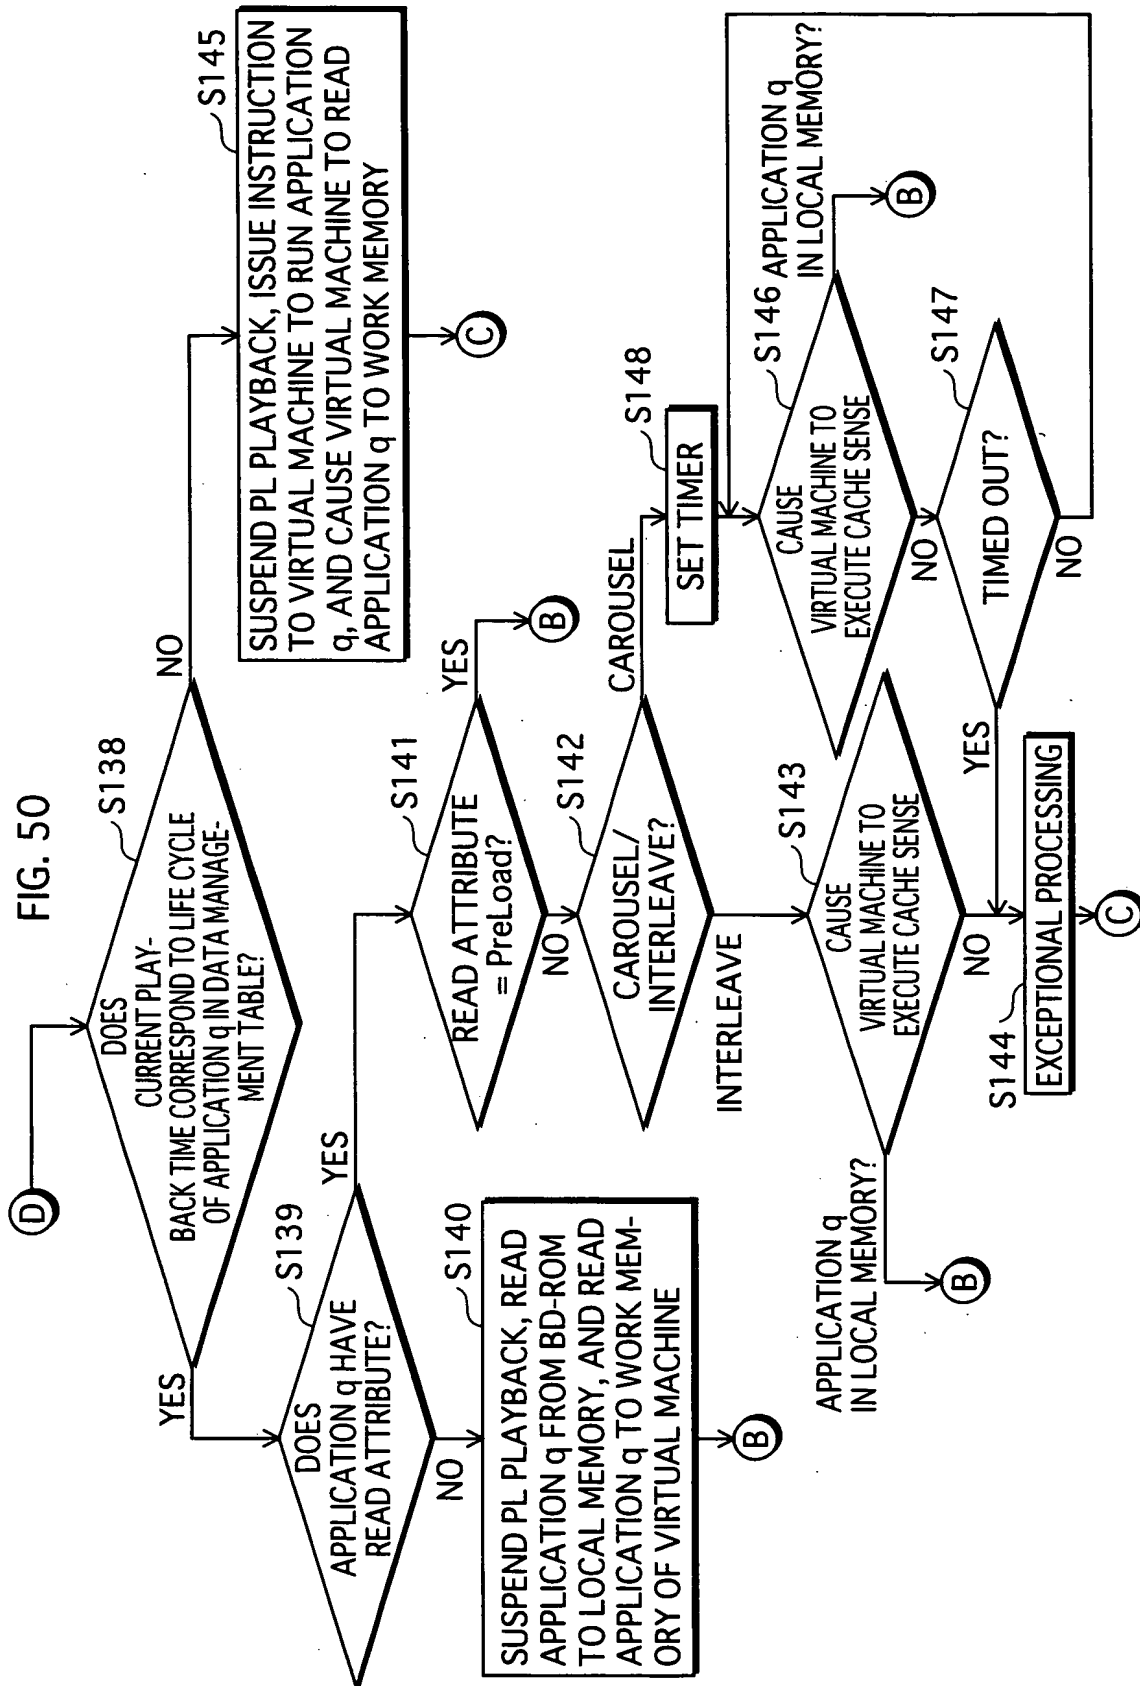 FIG. 50
D
S138
DOES
CURRENT PLAY-
BACK TIME CORRESPOND TO LIFE CYCLE
OF APPLICATION q IN DATA MANAGE-
MENT TABLE?
YES
NO
S145
SUSPEND PL PLAYBACK, ISSUE INSTRUCTION
TO VIRTUAL MACHINE TO RUN APPLICATION
q, AND CAUSE VIRTUAL MACHINE TO READ
APPLICATION q TO WORK MEMORY
C
S139
DOES
APPLICATION q HAVE
READ ATTRIBUTE?
YES
NO
S140
SUSPEND PL PLAYBACK, READ
APPLICATION q FROM BD-ROM
TO LOCAL MEMORY, AND READ
APPLICATION q TO WORK MEM-
ORY OF VIRTUAL MACHINE
B
S141
READ ATTRIBUTE
= PreLoad?
YES
B
NO
S142
CAROUSEL/
INTERLEAVE?
CAROUSEL
INTERLEAVE
S148
SET TIMER
S143
CAUSE
VIRTUAL MACHINE TO
EXECUTE CACHE SENSE
APPLICATION q
IN LOCAL MEMORY?
B
NO
S146
CAUSE
VIRTUAL MACHINE TO
EXECUTE CACHE SENSE
APPLICATION q
IN LOCAL MEMORY?
B
NO
S147
TIMED OUT?
YES
NO
S144
EXCEPTIONAL PROCESSING
C